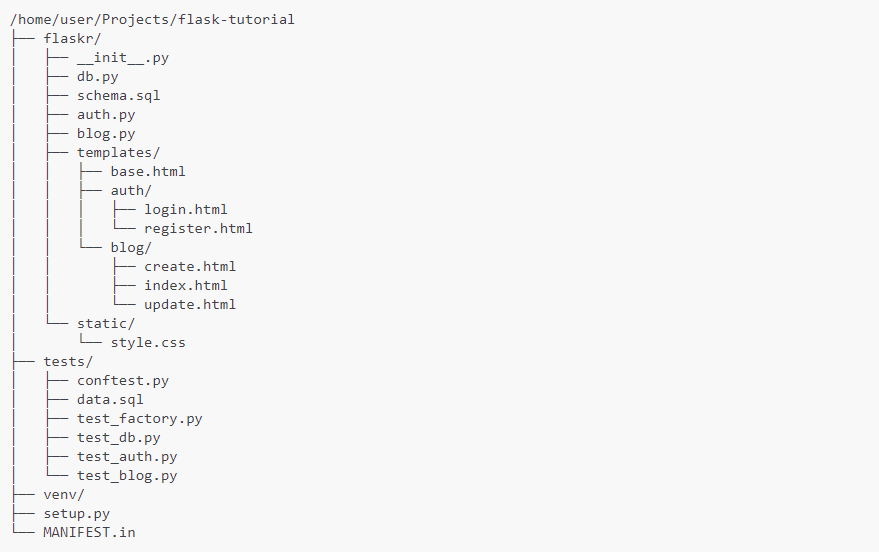 /home/user/Projects/flask-tutorial
├── flaskr/
│   ├── __init__.py
│   ├── db.py
│   ├── schema.sql
│   ├── auth.py
│   ├── blog.py
│   ├── templates/
│   │   ├── base.html
│   │   ├── auth/
│   │   │   ├── login.html
│   │   │   └── register.html
│   │   └── blog/
│   │       ├── create.html
│   │       ├── index.html
│   │       └── update.html
│   └── static/
│       └── style.css
├── tests/
│   ├── conftest.py
│   ├── data.sql
│   ├── test_factory.py
│   ├── test_db.py
│   ├── test_auth.py
│   └── test_blog.py
├── venv/
├── setup.py
└── MANIFEST.in